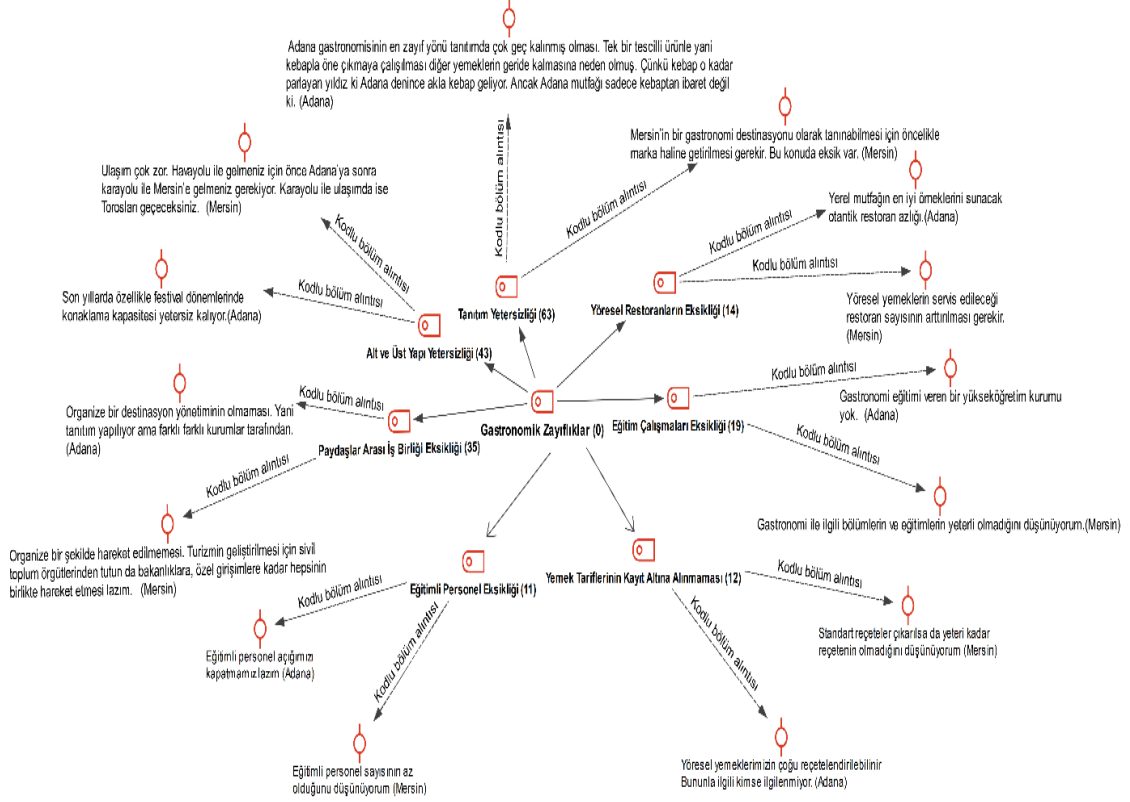 Adana gastronomisinin en zayıf yönü tanıtımda çok geç kalınmış olması. Tek bir tescilli ürünle yani
kebapla öne çıkmaya çalışılması diğer yemeklerin geride kalmasına neden olmuş. Çünkü kebap o kadar
parlayan yıldız ki Adana denince akla kebap geliyor. Ancak Adana mutfağı sadece kebaptan ibaret değil
ki. (Adana)
Kodlu bölüm alıntısı
Mersin'in bir gastronomi destinasyonu olarak tanınabilmesi için öncelikle
marka haline getirilmesi gerekir. Bu konuda eksik var. (Mersin)
Kodlu bölüm alıntısı
Ulaşım çok zor. Havayolu ile gelmeniz için önce Adana'ya sonra
karayolu ile Mersin'e gelmeniz gerekiyor. Karayolu ile ulaşımda ise
Torosları geçeceksiniz. (Mersin)
Kodlu bölüm alıntısı
Yerel mutfağın en iyi örneklerini sunacak
otantik restoran azlığı.(Adana)
Kodlu bölüm alıntısı
Kodlu bölüm alıntısı
Yöresel yemeklerin servis edileceği
restoran sayısının arttırılması gerekir.
(Mersin)
Son yıllarda özellikle festival dönemlerinde
konaklama kapasitesi yetersiz kalıyor.(Adana)
Kodlu bölüm alıntısı
Tanıtım Yetersizliği (63)
Yöresel Restoranların Eksikliği (14)
Alt ve Üst Yapı Yetersizliği (43)
Kodlu bölüm alıntısı
Gastronomi eğitimi veren bir yükseköğretim kurumu
yok. (Adana)
Kodlu bölüm alıntısı
Organize bir destinasyon yönetiminin olmaması. Yani
tanıtım yapılıyor ama farklı farklı kurumlar tarafından.
(Adana)
Gastronomik Zayıflıklar (0)
Eğitim Çalışmaları Eksikliği (19)
Paydaşlar Arası İş Birliği Eksikliği (35)
Kodlu bölüm alıntısı
Kodlu bölüm alıntısı
Gastronomi ile ilgili bölümlerin ve eğitimlerin yeterli olmadığını düşünüyorum.(Mersin)
Organize bir şekilde hareket edilmemesi. Turizmin geliştirilmesi için sivil
toplum örgütlerinden tutun da bakanlıklara, özel girişimlere kadar hepsinin
birlikte hareket etmesi lazım. (Mersin)
Eğitimli Personel Eksikliği (11)
Yemek Tariflerinin Kayıt Altına Alınmaması (12)
Kodlu bölüm alıntısı
Kodlu bölüm alıntısı
Kodlu bölüm alıntısı
Kodlu bölüm alıntısı
Eğitimli personel açığımızı
kapatmamız lazım (Adana)
Standart reçeteler çıkarılsa da yeteri kadar
reçetenin olmadığını düşünüyorum (Mersin)
Eğitimli personel sayısının az
olduğunu düşünüyorum (Mersin)
Yöresel yemeklerimizin çoğu reçetelendirilebilinir
Bununla ilgili kimse ilgilenmiyor. (Adana)